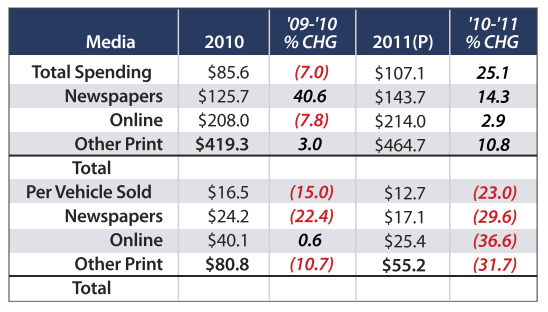 Media 2010 '09-'10 % CHG 2011(P) '10-'11 % CHG
Total Spending $85.6 (7.0) $107.1 25.1
Newspapers $125.7 40.6 $143.7 14.3
Online $208.0 (7.8) $214.0 2.9
Other Print $419.3 3.0 $464.7 10.8
Total
Per Vehicle Sold $16.5 (15.0) $12.7 (23.0)
Newspapers $24.2 (22.4) $17.1 (29.6)
Online $40.1 0.6 $25.4 (36.6)
Other Print $80.8 (10.7) $55.2 (31.7)
Total